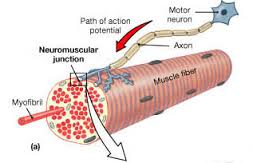 Path of action
potential
Motor
neuron
Neuromuscular
junction
Axon
Muscle fiber
Myofibril
(a)